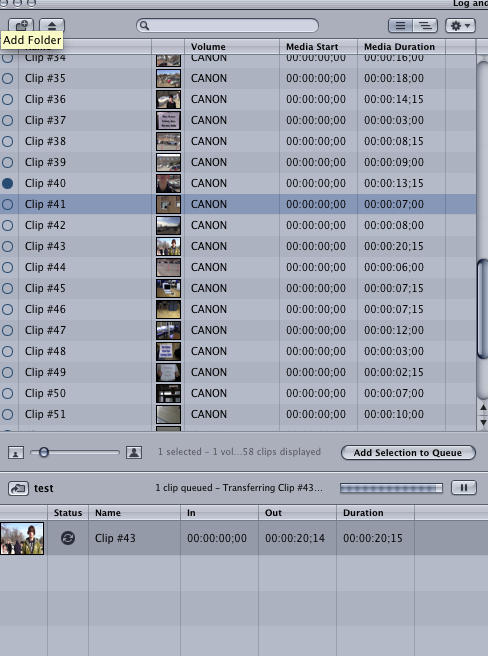 Log and
Add Folder
Volume Media Start Media Duration
Clip #34 CANON 00:00:00;00 00:00:16;00
Clip #35 CANON 00:00:00;00 00:00:18;00
Clip #36 CANON 00:00:00;00 00:00:14;15
Clip #37 CANON 00:00:00;00 00:00:03;00
Clip #38 CANON 00:00:00;00 00:00:08;15
Clip #39 CANON 00:00:00;00 00:00:09;00
Clip #40 CANON 00:00:00;00 00:00:13;15
Clip #41 CANON 00:00:00;00 00:00:07;00
Clip #42 CANON 00:00:00;00 00:00:08;00
Clip #43 CANON 00:00:00;00 00:00:20;15
Clip #44 CANON 00:00:00;00 00:00:06;00
Clip #45 CANON 00:00:00;00 00:00:07;15
Clip #46 CANON 00:00:00;00 00:00:07;15
Clip #47 CANON 00:00:00;00 00:00:12;00
Clip #48 CANON 00:00:00;00 00:00:03;00
Clip #49 CANON 00:00:00;00 00:00:02;15
Clip #50 CANON 00:00:00;00 00:00:07;00
Clip #51 CANON 00:00:00;00 00:00:10;00
1 selected – 1 vol...58 clips displayed Add Selection to Queue
test 1 clip queued – Transferring Clip #43...
Status Name In Out Duration
Clip #43 00:00:00;00 00:00:20;14 00:00:20;15